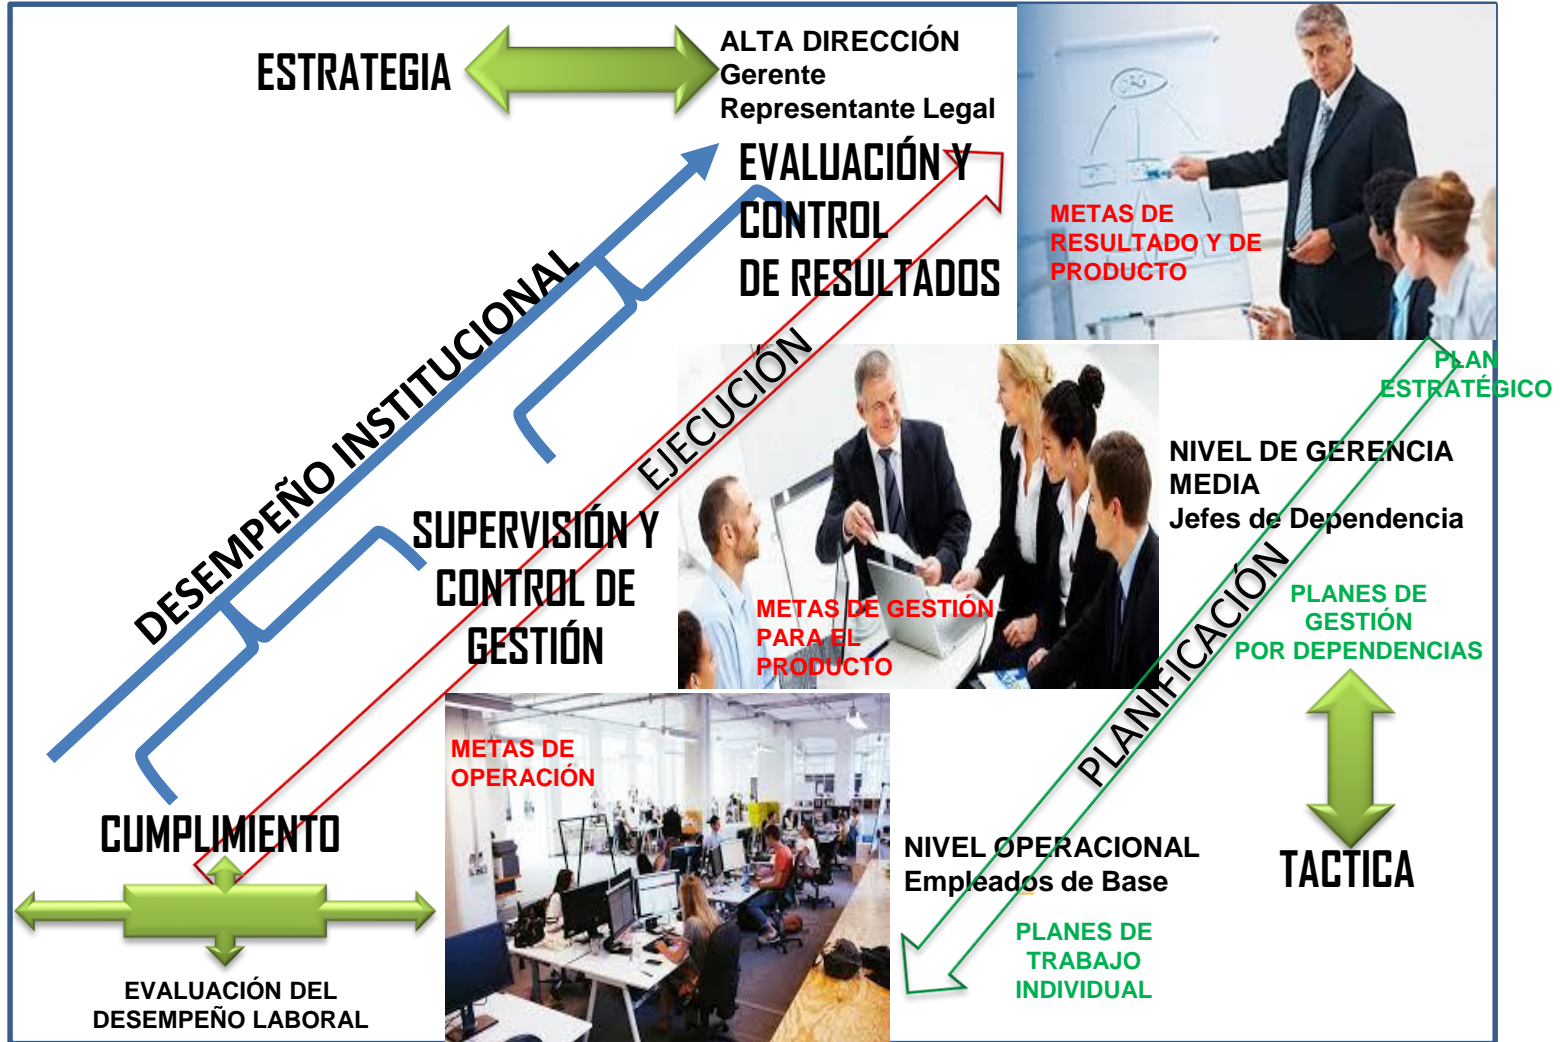 ESTRATEGIA
ALTA DIRECCIÓN
Gerente
Representante Legal
EVALUACIÓN Y
CONTROL
DE RESULTADOS
METAS DE
RESULTADO Y DE
PRODUCTO
DESEMPEÑO INSTITUCIONAL
EJECUCIÓN
PLAN
ESTRATÉGICO
NIVEL DE GERENCIA
MEDIA
Jefes de Dependencia
SUPERVISIÓN Y
CONTROL DE
GESTIÓN
METAS DE GESTIÓN
PARA EL
PRODUCTO
PLANIFICACIÓN
PLANES DE
GESTIÓN
POR DEPENDENCIAS
METAS DE
OPERACIÓN
CUMPLIMIENTO
NIVEL OPERACIONAL
Empleados de Base
TACTICA
PLANES DE
TRABAJO
INDIVIDUAL
EVALUACIÓN DEL
DESEMPEÑO LABORAL